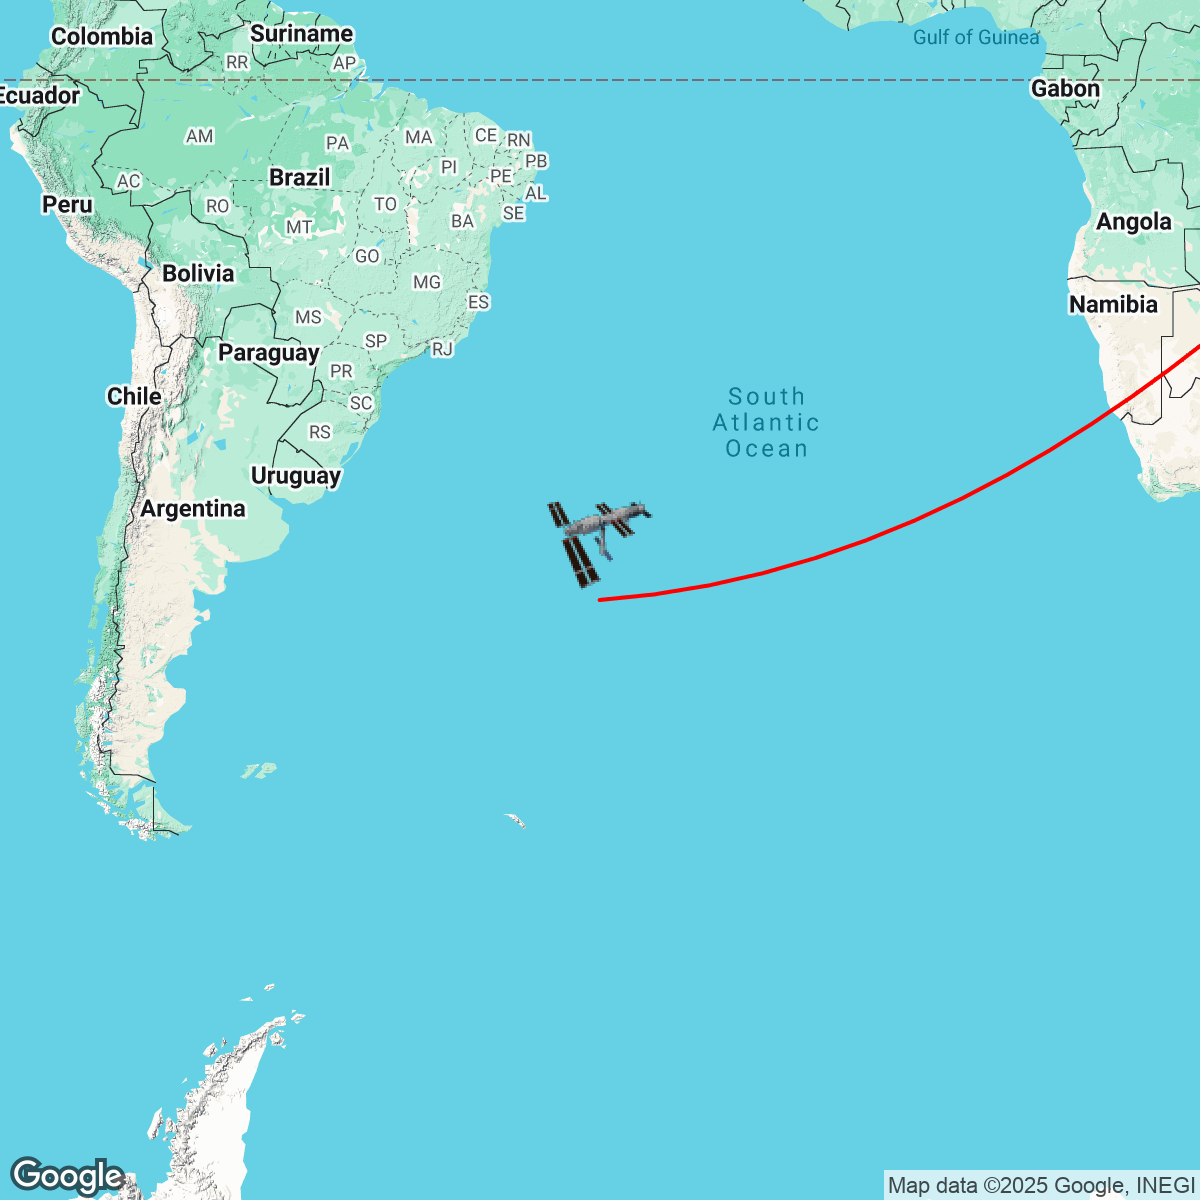 Colombia
Suriname
Gulf of Guinea
RR
AP
Ecuador
Gabon
AM
PA
MA
CE
RN
PI
PB
PE
AC
Brazil
AL
Peru
RO
TO
SE
MT
BA
Angola
GO
Bolivia
MG
ES
Namibia
MS
SP
RJ
Paraguay
PR
Chile
SC
South
Atlantic
Ocean
RS
Uruguay
Argentina
Google
Map data ©2025 Google, INEGI